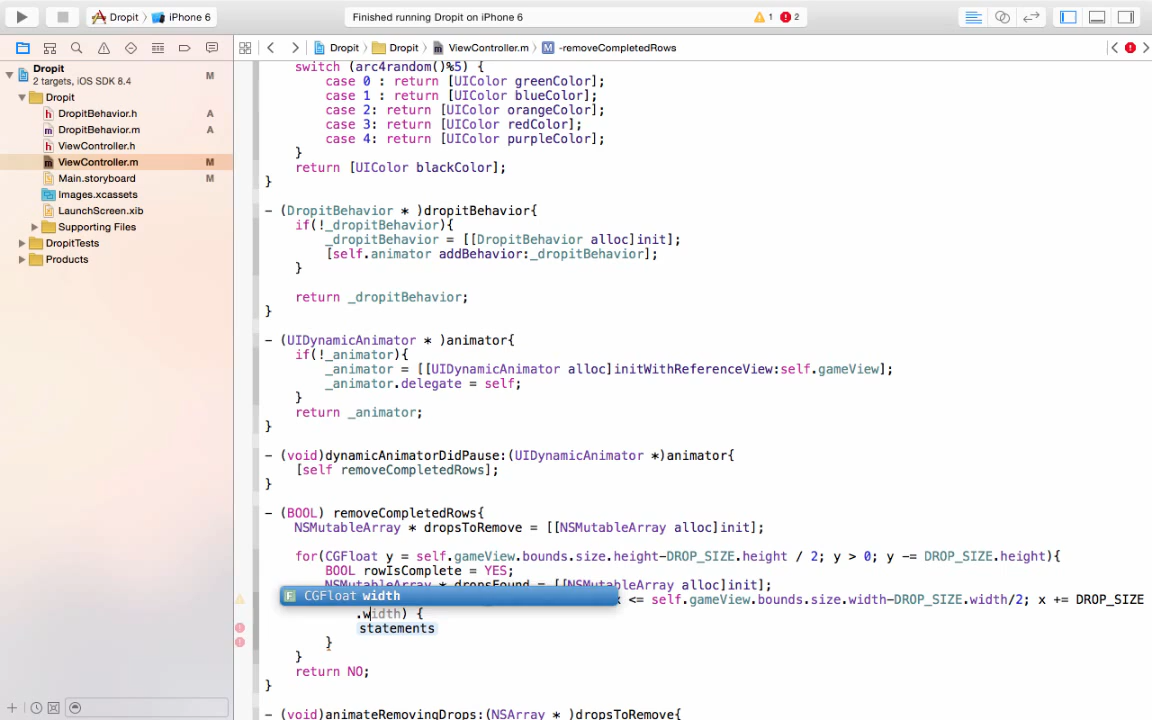 Dropit
iPhone 6
Finished running Dropit on iPhone 6
1
2
Dropit
Dropit
ViewController.m
M
-removeCompletedRows
Dropit
M
2 targets, iOS SDK 8.4
Dropit
h
DropitBehavior.h
A
m
DropitBehavior.m
A
h
ViewController.h
m
ViewController.m
M
Main.storyboard
M
Images.xcassets
LaunchScreen.xib
Supporting Files
DropitTests
Products
switch (arc4random()%5) {
case 0 : return [UIColor greenColor];
case 1 : return [UIColor blueColor];
case 2: return [UIColor orangeColor];
case 3: return [UIColor redColor];
case 4: return [UIColor purpleColor];
}
return [UIColor blackColor];
}
- (DropitBehavior * )dropitBehavior{
if(!_dropitBehavior){
_dropitBehavior = [[DropitBehavior alloc]init];
[self.animator addBehavior:_dropitBehavior];
}
return _dropitBehavior;
}
- (UIDynamicAnimator * )animator{
if(!_animator){
_animator = [[UIDynamicAnimator alloc]initWithReferenceView:self.gameView];
_animator.delegate = self;
}
return _animator;
}
- (void)dynamicAnimatorDidPause:(UIDynamicAnimator *)animator{
[self removeCompletedRows];
}
- (BOOL) removeCompletedRows{
NSMutableArray * dropsToRemove = [[NSMutableArray alloc]init];
for(CGFloat y = self.gameView.bounds.size.height-DROP_SIZE.height / 2; y > 0; y -= DROP_SIZE.height){
BOOL rowIsComplete = YES;
NSMutableArray * dropsFound = [[NSMutableArray alloc]init];
F CGFloat width
x <= self.gameView.bounds.size.width-DROP_SIZE.width/2; x += DROP_SIZE
.width) {
statements
}
}
return NO;
}
- (void)animateRemovingDrops:(NSArray * )dropsToRemove{